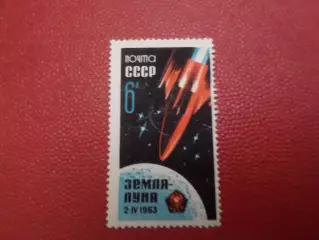 почта
СССР
6к
ЗЕМЛЯ-
ЛУНА
2·IV 1963